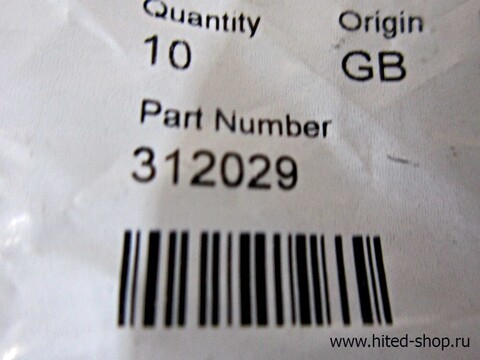 Quantity Origin
10 GB
Part Number
312029
www.hited-shop.ru